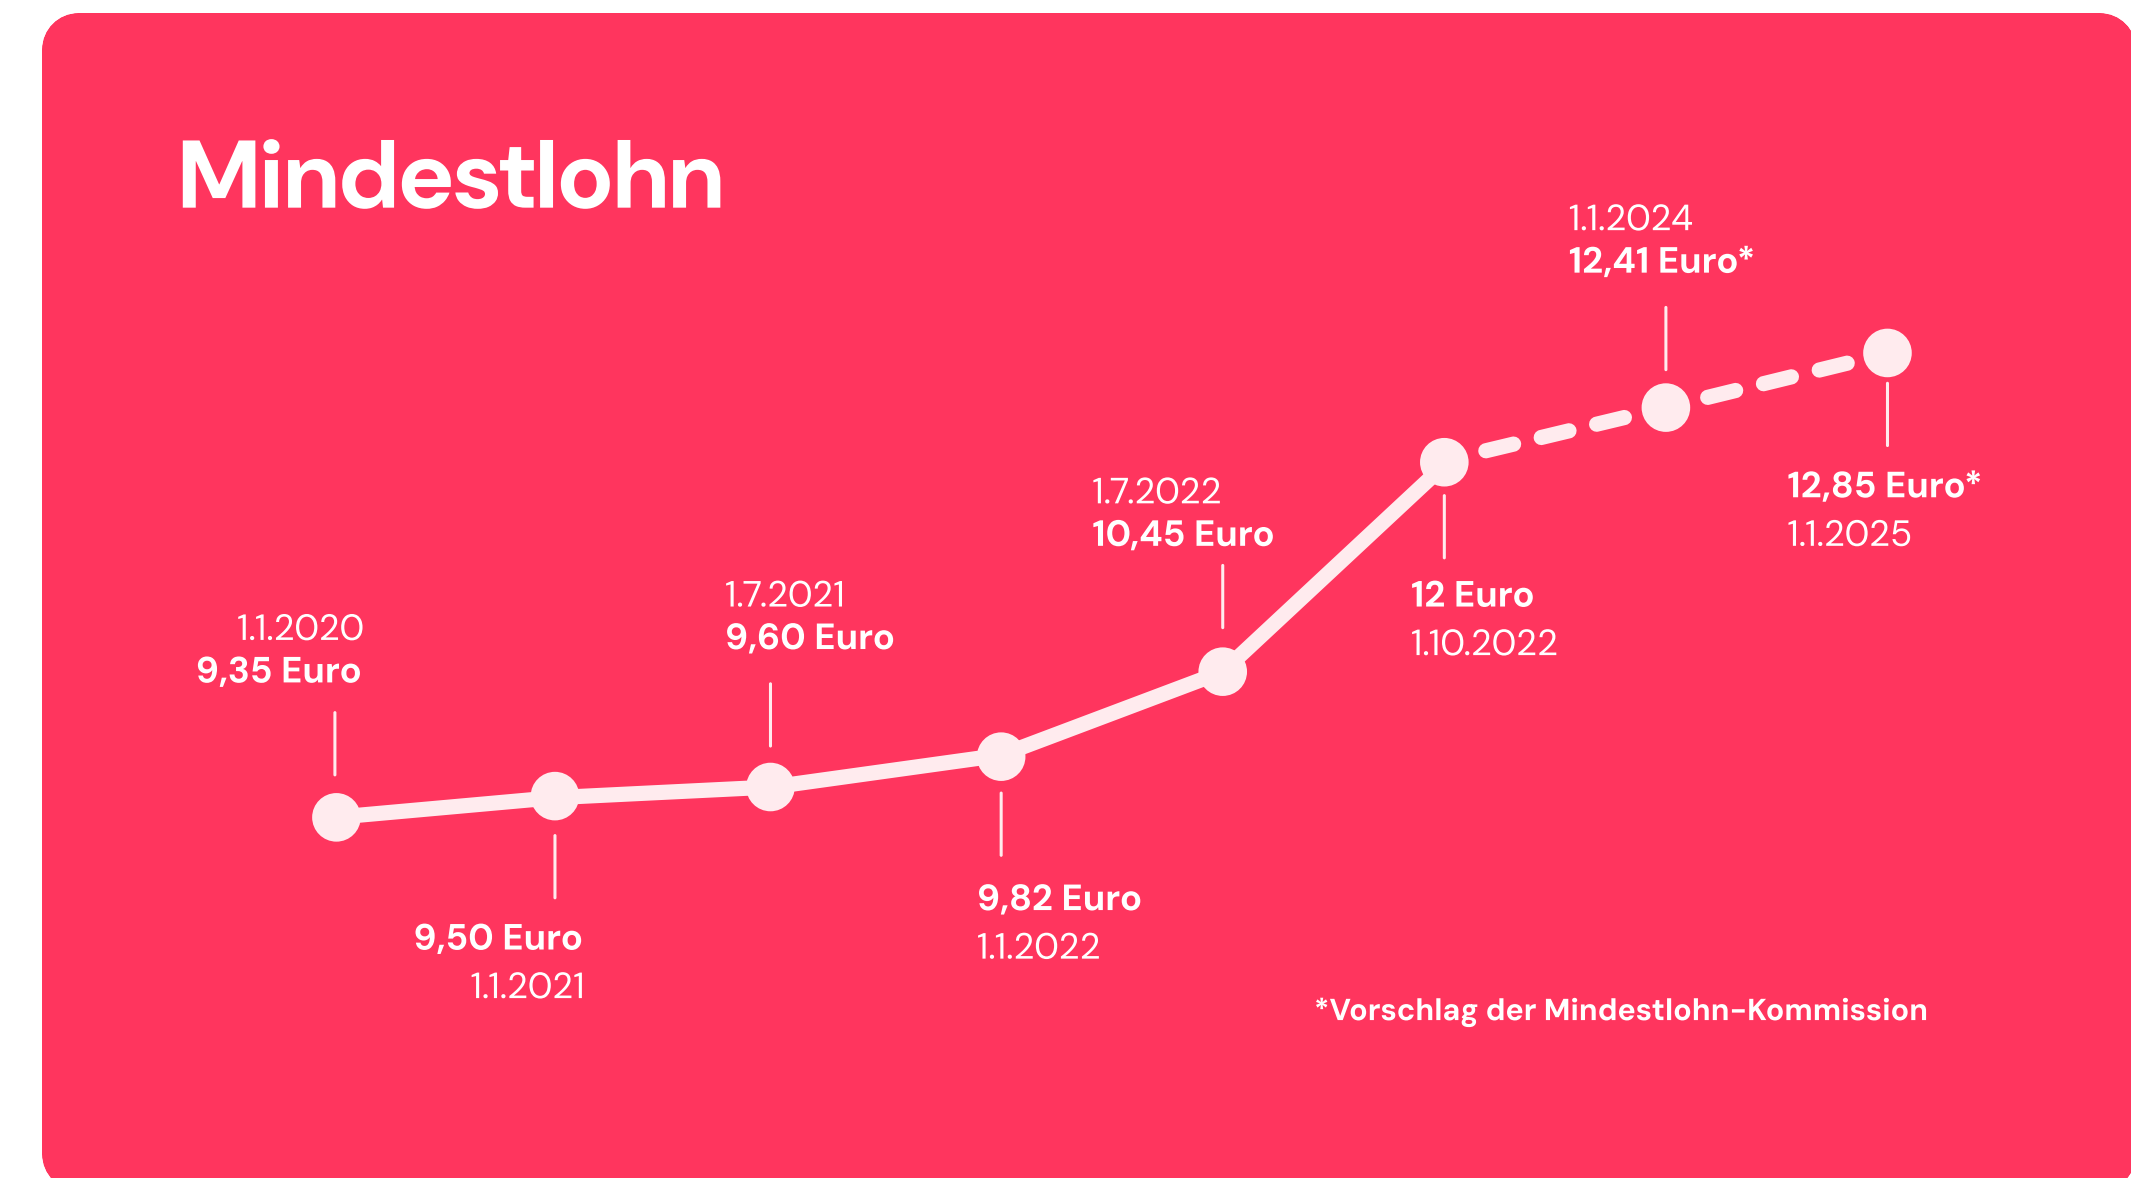 Mindestlohn
1.1.2020
9,35 Euro
9,50 Euro
1.1.2021
1.7.2021
9,60 Euro
9,82 Euro
1.1.2022
1.7.2022
10,45 Euro
12 Euro
1.10.2022
1.1.2024
12,41 Euro*
12,85 Euro*
1.1.2025
*Vorschlag der Mindestlohn-Kommission